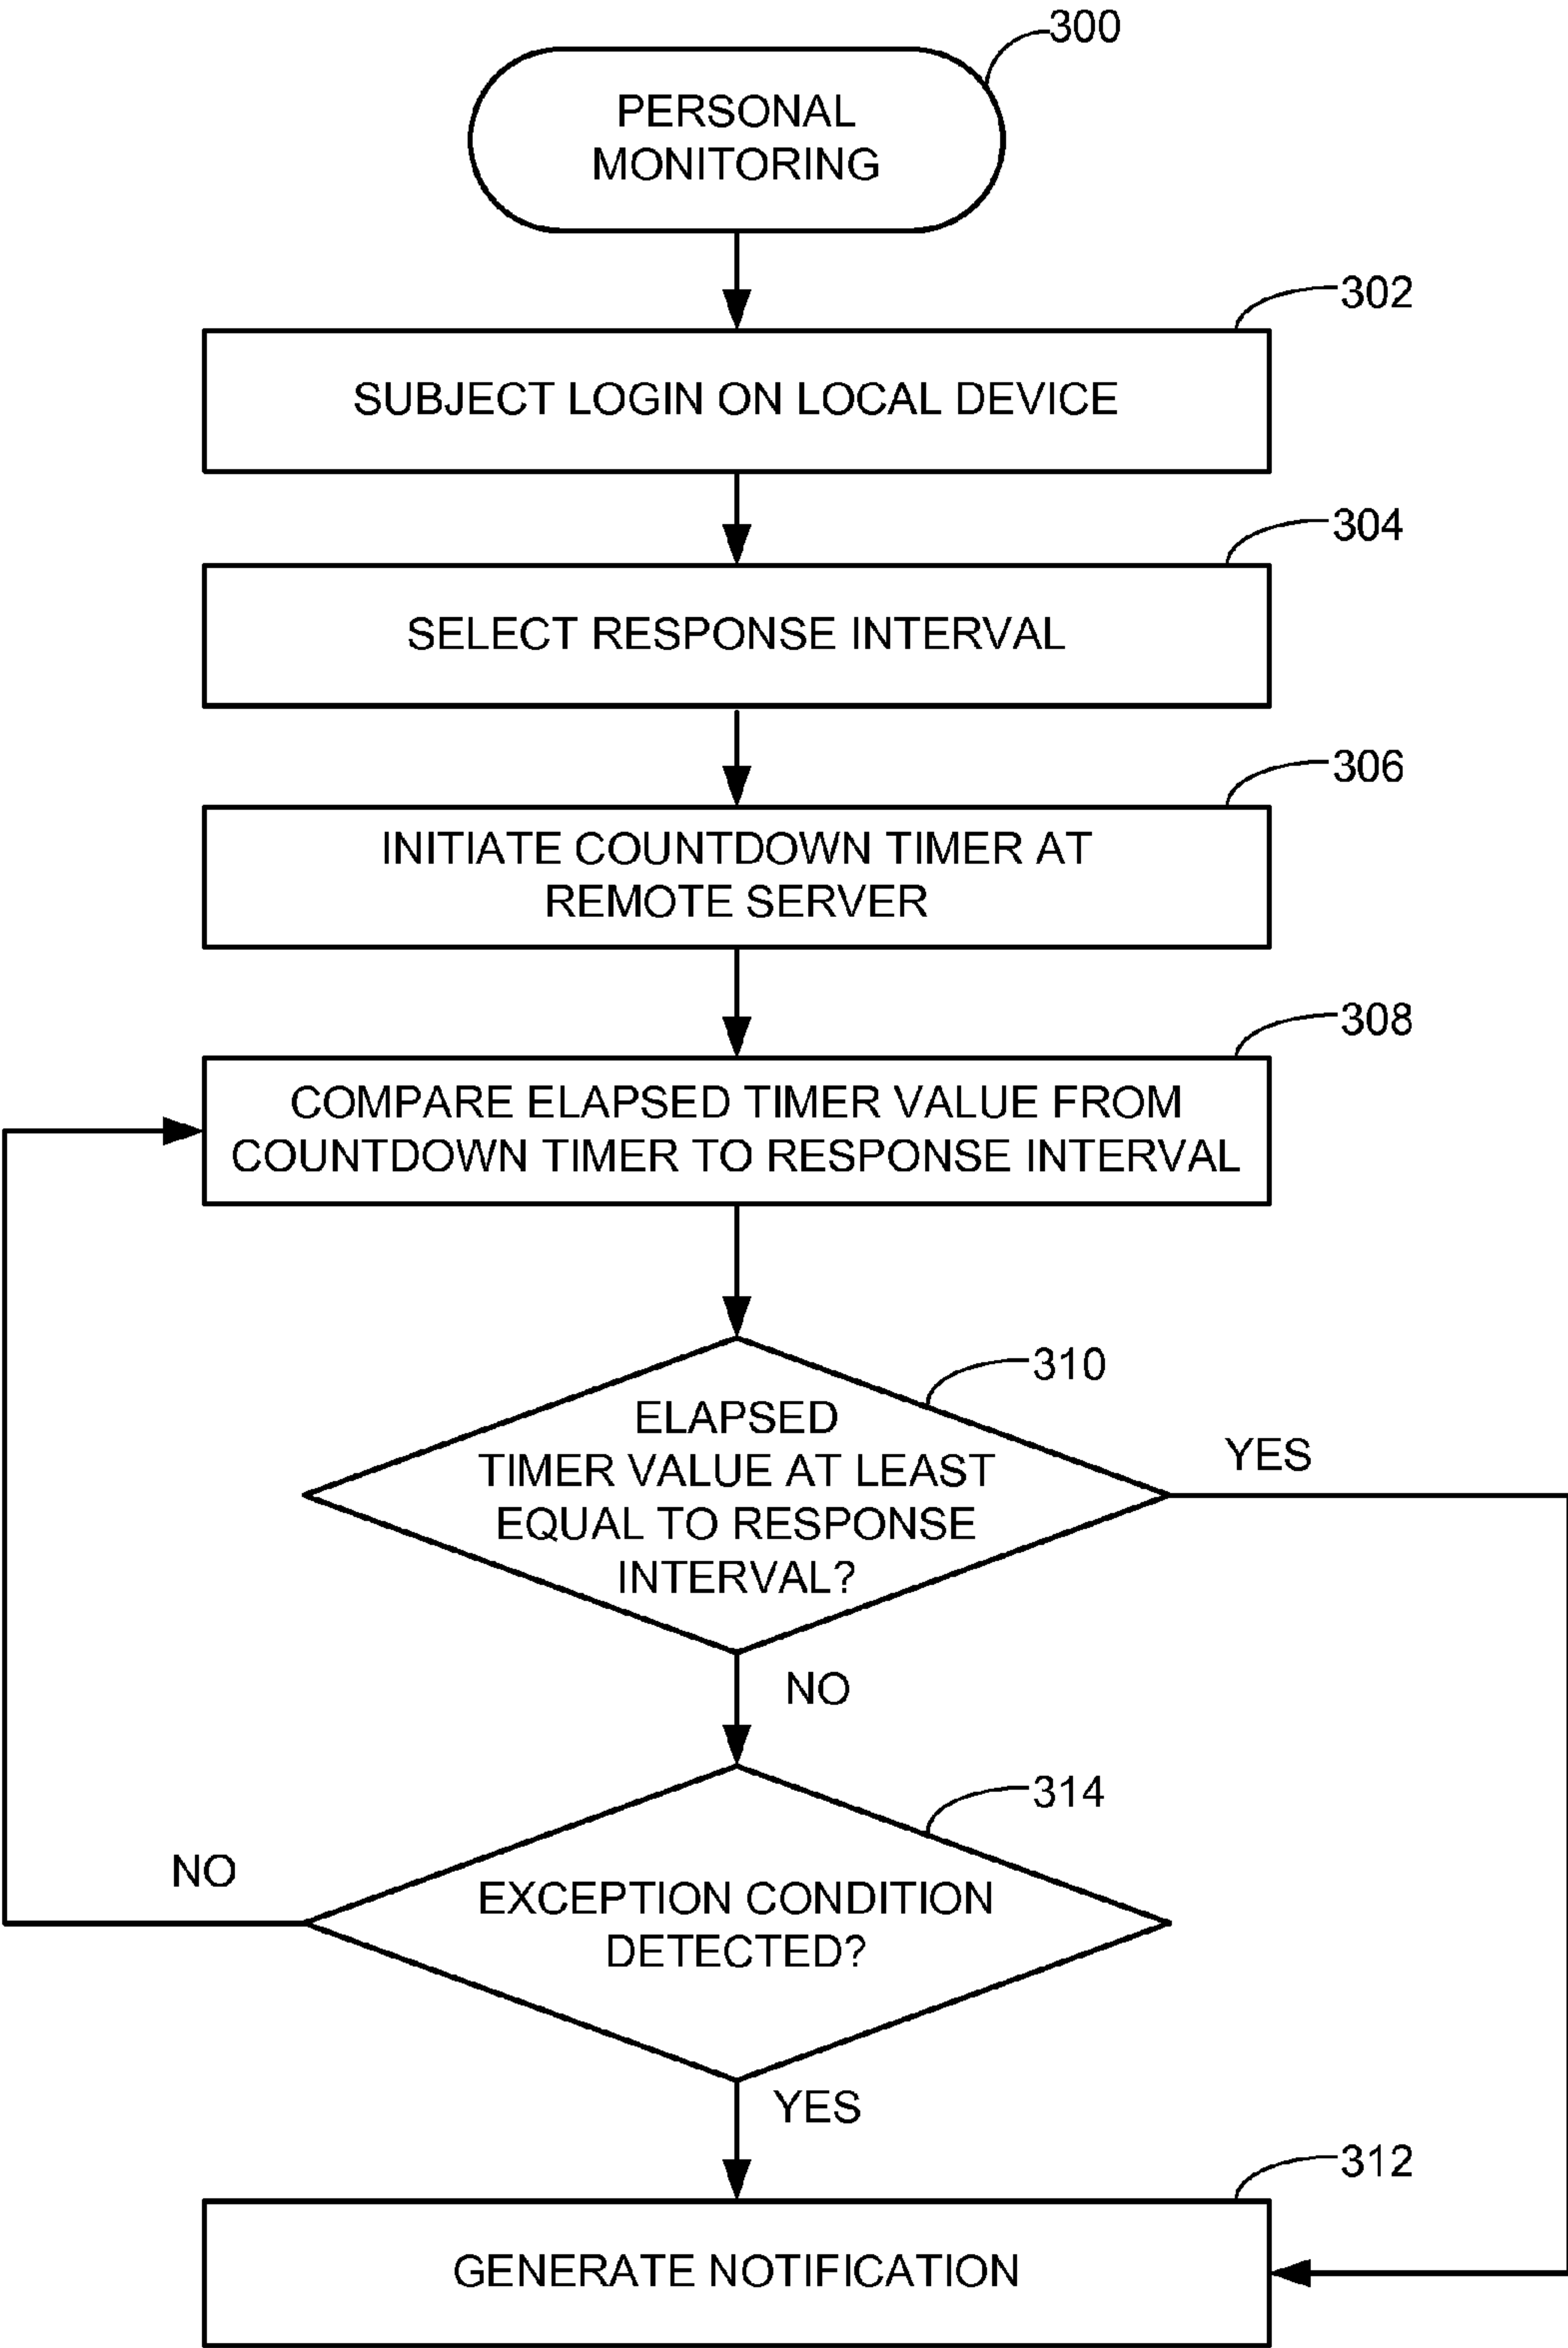 300
PERSONAL
MONITORING
302
SUBJECT LOGIN ON LOCAL DEVICE
304
SELECT RESPONSE INTERVAL
306
INITIATE COUNTDOWN TIMER AT
REMOTE SERVER
308
COMPARE ELAPSED TIMER VALUE FROM
COUNTDOWN TIMER TO RESPONSE INTERVAL
310
ELAPSED
TIMER VALUE AT LEAST
EQUAL TO RESPONSE
INTERVAL?
YES
NO
314
EXCEPTION CONDITION
DETECTED?
NO
YES
312
GENERATE NOTIFICATION